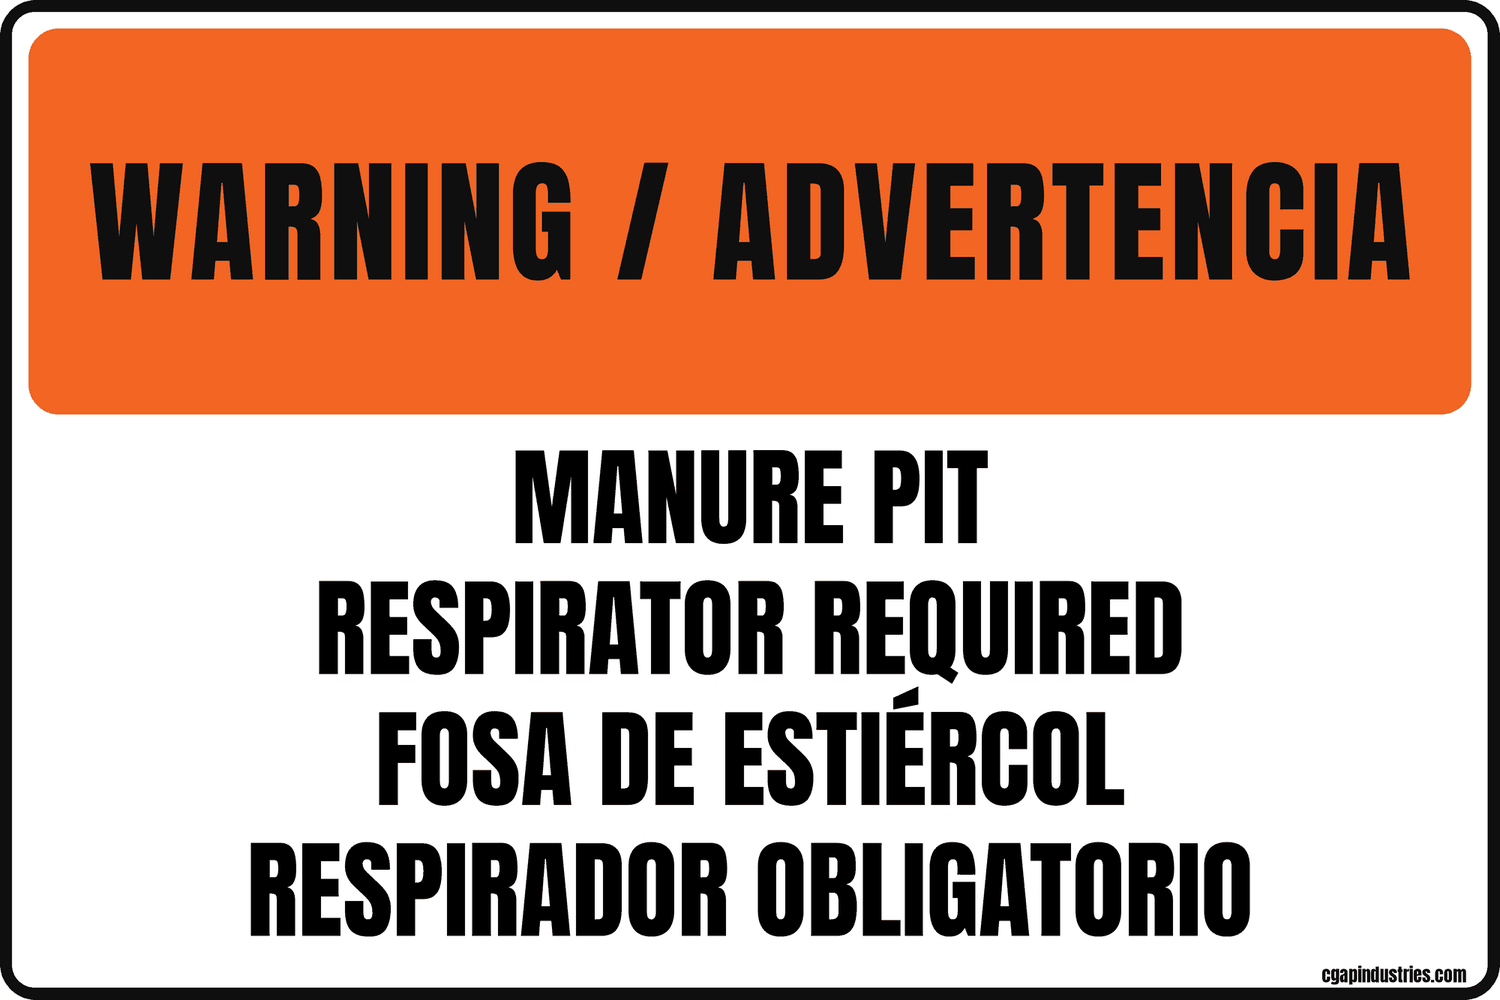 WARNING / ADVERTENCIA
MANURE PIT
RESPIRATOR REQUIRED
FOSA DE ESTIÉRCOL
RESPIRADOR OBLIGATORIO
cgapindustries.com